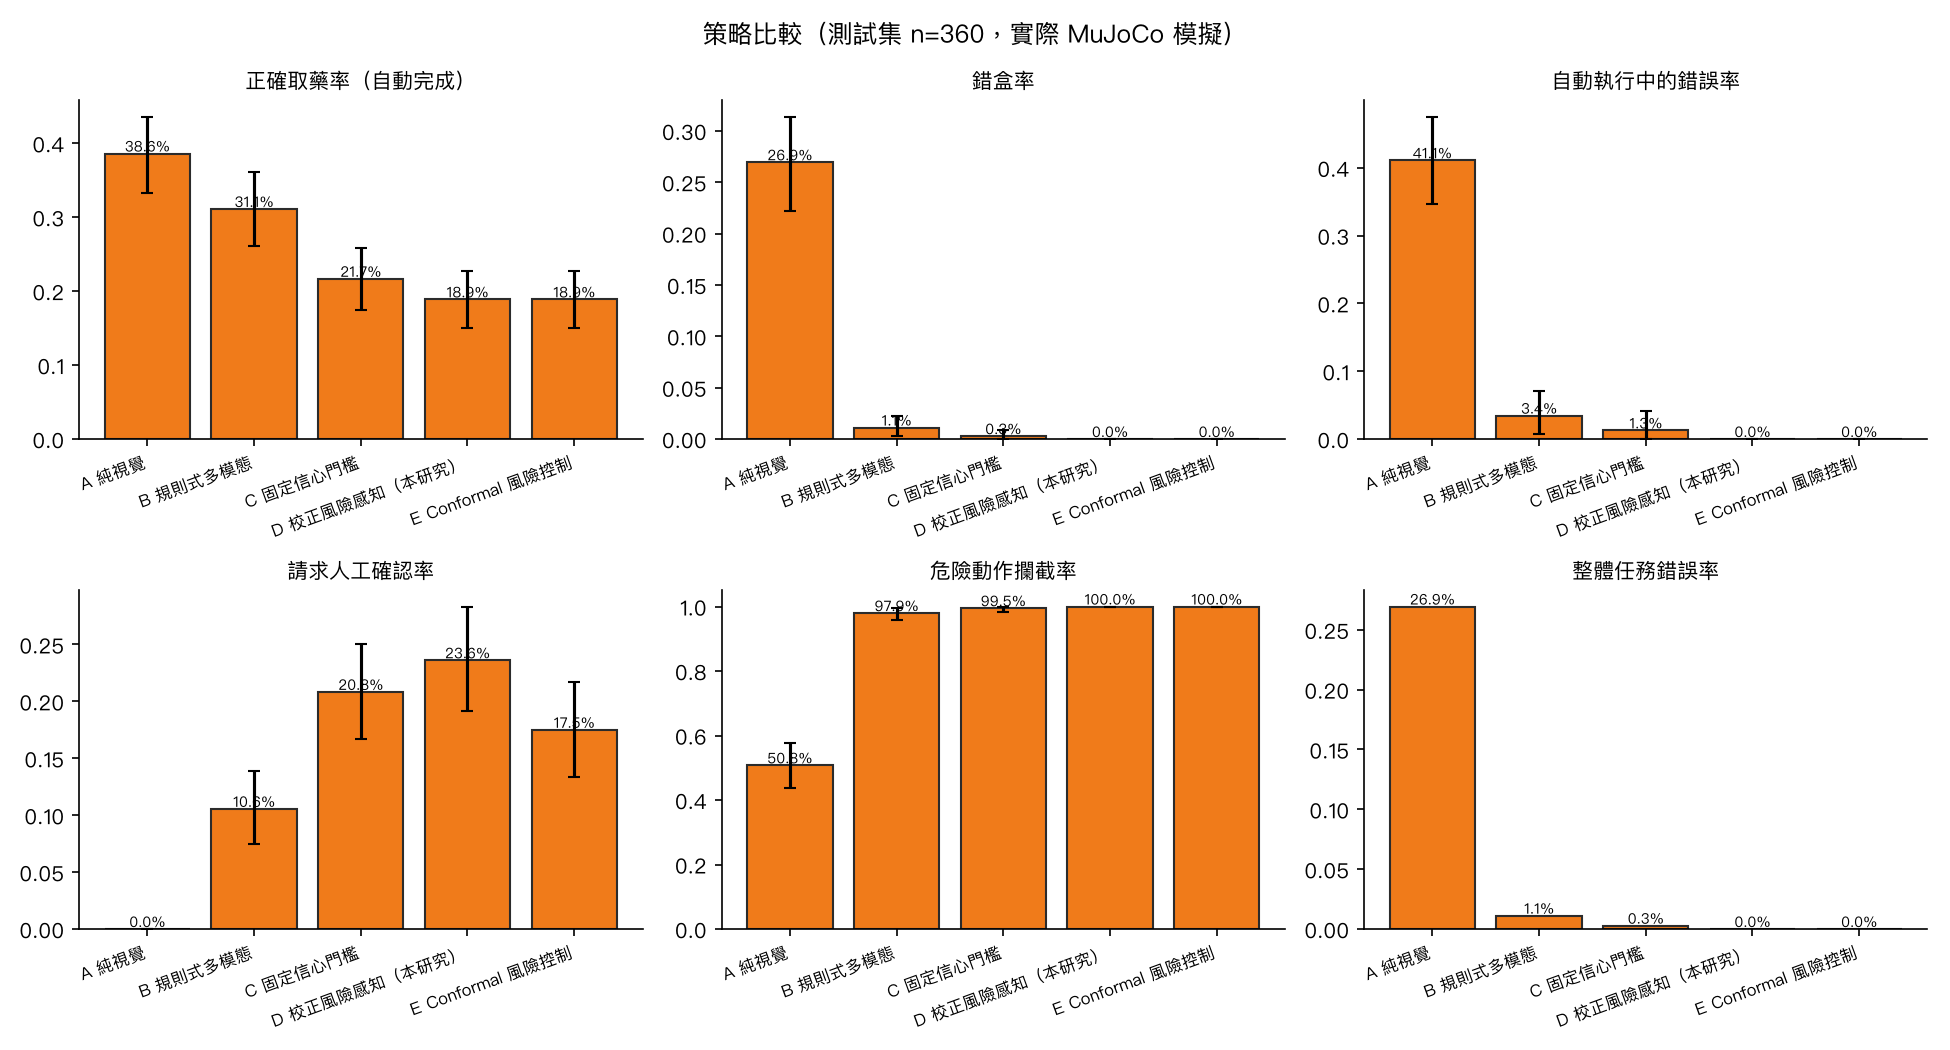 策略比較（測試集 n=360，實際 MuJoCo 模擬）
正確取藥率（自動完成）
0.4
0.3
0.2
0.1
0.0
38.6%
31.1%
21.7%
18.9%
18.9%
A 純視覺
B 規則式多模態
C 固定信心門檻
D 校正風險感知（本研究）
E Conformal 風險控制
錯盒率
0.30
0.25
0.20
0.15
0.10
0.05
0.00
26.9%
1.1%
0.3%
0.0%
0.0%
A 純視覺
B 規則式多模態
C 固定信心門檻
D 校正風險感知（本研究）
E Conformal 風險控制
自動執行中的錯誤率
0.4
0.3
0.2
0.1
0.0
41.1%
3.4%
1.3%
0.0%
0.0%
A 純視覺
B 規則式多模態
C 固定信心門檻
D 校正風險感知（本研究）
E Conformal 風險控制
請求人工確認率
0.25
0.20
0.15
0.10
0.05
0.00
0.0%
10.6%
20.8%
23.6%
17.5%
A 純視覺
B 規則式多模態
C 固定信心門檻
D 校正風險感知（本研究）
E Conformal 風險控制
危險動作攔截率
1.0
0.8
0.6
0.4
0.2
0.0
50.8%
97.9%
99.5%
100.0%
100.0%
A 純視覺
B 規則式多模態
C 固定信心門檻
D 校正風險感知（本研究）
E Conformal 風險控制
整體任務錯誤率
0.25
0.20
0.15
0.10
0.05
0.00
26.9%
1.1%
0.3%
0.0%
0.0%
A 純視覺
B 規則式多模態
C 固定信心門檻
D 校正風險感知（本研究）
E Conformal 風險控制